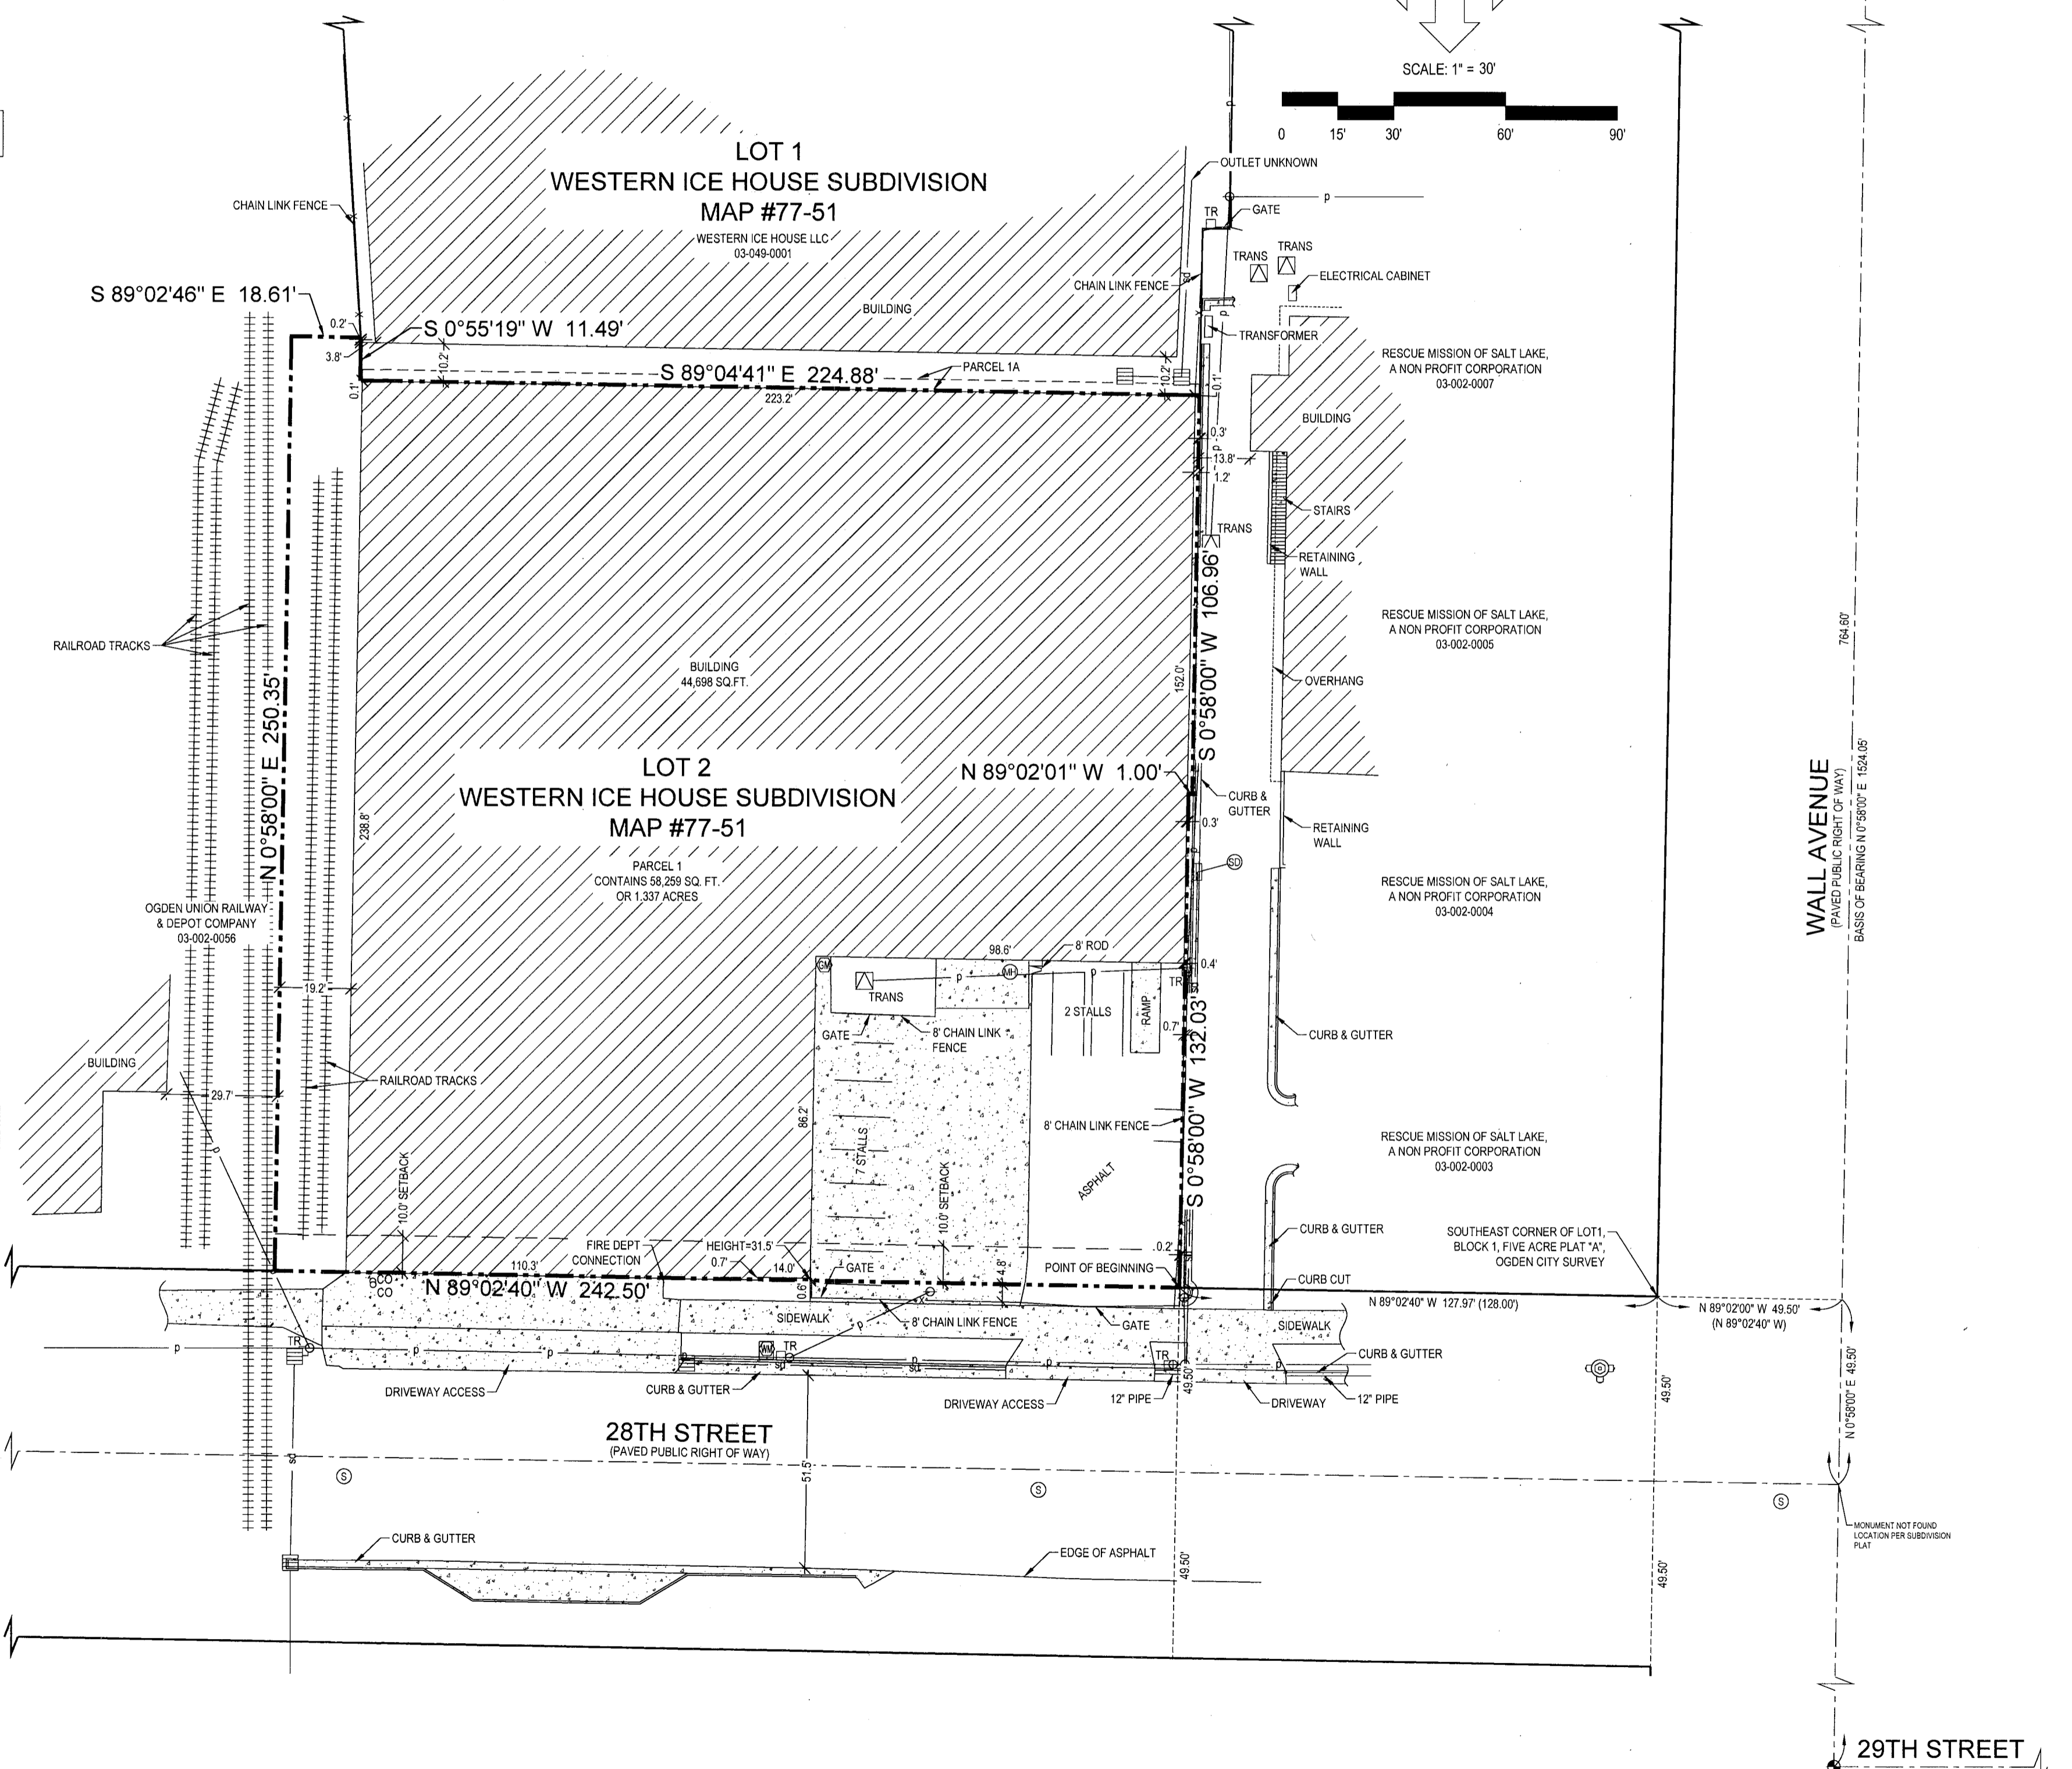 SCALE: 1" = 30'
0 15' 30' 60' 90'
LOT 1
WESTERN ICE HOUSE SUBDIVISION
MAP #77-51
WESTERN ICE HOUSE LLC
03-049-0001
BUILDING
CHAIN LINK FENCE
OUTLET UNKNOWN
p
p
TR
GATE
TRANS
TRANS
ELECTRICAL CABINET
CHAIN LINK FENCE
sd
p
TRANSFORMER
S 89°02'46" E 18.61'
0.2'
S 0°55'19" W 11.49'
3.8'
10.2'
0.1'
S 89°04'41" E 224.88'
PARCEL 1A
223.2'
10.2'
0.1'
RESCUE MISSION OF SALT LAKE,
A NON PROFIT CORPORATION
03-002-0007
BUILDING
0.3'
p
13.8'
1.2'
STAIRS
TRANS
RETAINING
WALL
S 0°58'00" W 106.96'
RESCUE MISSION OF SALT LAKE,
A NON PROFIT CORPORATION
03-002-0005
OVERHANG
764.60'
RAILROAD TRACKS
N 0°58'00" E 250.35'
BUILDING
44,698 SQ.FT.
152.0'
LOT 2
WESTERN ICE HOUSE SUBDIVISION
MAP #77-51
N 89°02'01" W 1.00'
CURB &
GUTTER
0.3'
RETAINING
WALL
238.8'
PARCEL 1
CONTAINS 58,259 SQ. FT.
OR 1.337 ACRES
p
SD
WALL AVENUE
(PAVED PUBLIC RIGHT OF WAY)
BASIS OF BEARING N 0°58'00" E 1524.05'
RESCUE MISSION OF SALT LAKE,
A NON PROFIT CORPORATION
03-002-0004
OGDEN UNION RAILWAY
& DEPOT COMPANY
03-002-0056
98.6'
8' ROD
GM
p
MH
p
0.4'
TR
sd
TRANS
2 STALLS
RAMP
19.2'
GATE
8' CHAIN LINK
FENCE
0.7'
S 0°58'00" W 132.03'
CURB & GUTTER
BUILDING
RAILROAD TRACKS
29.7'
p
86.2'
7 STALLS
8' CHAIN LINK FENCE
ASPHALT
RESCUE MISSION OF SALT LAKE,
A NON PROFIT CORPORATION
03-002-0003
10.0' SETBACK
10.0' SETBACK
FIRE DEPT
CONNECTION
HEIGHT=31.5'
0.7'
14.0'
GATE
0.2'
POINT OF BEGINNING
4.8'
CURB & GUTTER
SOUTHEAST CORNER OF LOT1,
BLOCK 1, FIVE ACRE PLAT "A",
OGDEN CITY SURVEY
CURB CUT
CO
CO
110.3'
N 89°02'40" W 242.50'
0.6'
N 89°02'40" W 127.97' (128.00')
N 89°02'00" W 49.50'
(N 89°02'40" W)
SIDEWALK
8' CHAIN LINK FENCE
GATE
SIDEWALK
p
TR
p
p
p
WM
TR
p
sd
sd
p
TR
p
CURB & GUTTER
DRIVEWAY ACCESS
CURB & GUTTER
DRIVEWAY ACCESS
12" PIPE
49.50'
DRIVEWAY
12" PIPE
49.50'
N 0°58'00" E 49.50'
28TH STREET
(PAVED PUBLIC RIGHT OF WAY)
sd
51.5'
S
S
S
MONUMENT NOT FOUND
LOCATION PER SUBDIVISION
PLAT
CURB & GUTTER
EDGE OF ASPHALT
49.50'
49.50'
29TH STREET